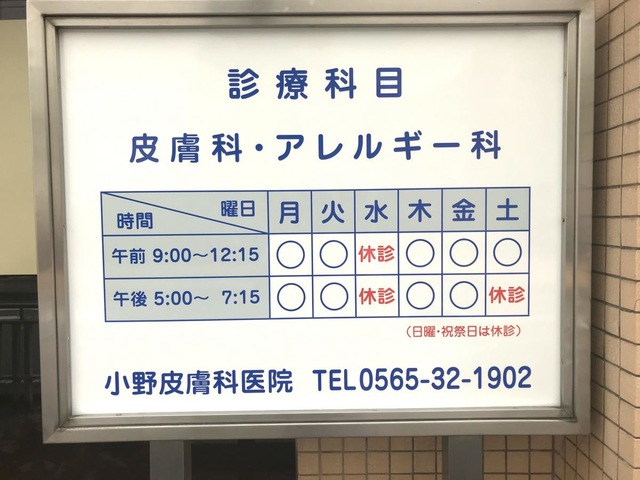 診療科目
皮膚科・アレルギー科
時間 曜日 月 火 水 木 金 土
午前 9:00～12:15 ◯ ◯ 休診 ◯ ◯ ◯
午後 5:00～ 7:15 ◯ ◯ 休診 ◯ ◯ 休診
(日曜・祝祭日は休診)
小野皮膚科医院 TEL0565-32-1902